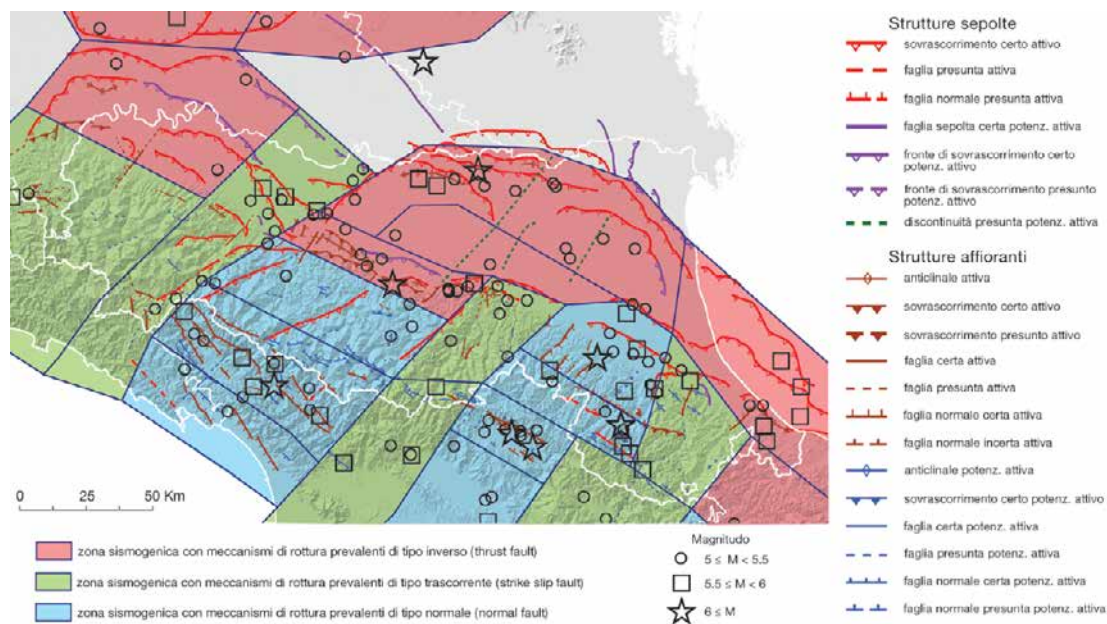 Strutture sepolte
sovrascorrimento certo attivo
faglia presunta attiva
faglia normale presunta attiva
faglia sepolta certa potenz. attiva
fronte di sovrascorrimento certo
potenz. attivo
fronte di sovrascorrimento presunto
potenz. attivo
discontinuità presunta potenz. attiva
Strutture affioranti
anticlinale attiva
sovrascorrimento certo attivo
sovrascorrimento presunto attivo
faglia certa attiva
faglia presunta attiva
faglia normale certa attiva
faglia normale incerta attiva
anticlinale potenz. attiva
sovrascorrimento certo potenz. attivo
faglia certa potenz. attiva
faglia presunta potenz. attiva
faglia normale certa potenz. attiva
faglia normale presunta potenz. attiva
0 25 50 Km
zona sismogenica con meccanismi di rottura prevalenti di tipo inverso (thrust fault)
zona sismogenica con meccanismi di rottura prevalenti di tipo trascorrente (strike slip fault)
zona sismogenica con meccanismi di rottura prevalenti di tipo normale (normal fault)
Magnitudo
5 ≤ M < 5.5
5.5 ≤ M < 6
6 ≤ M